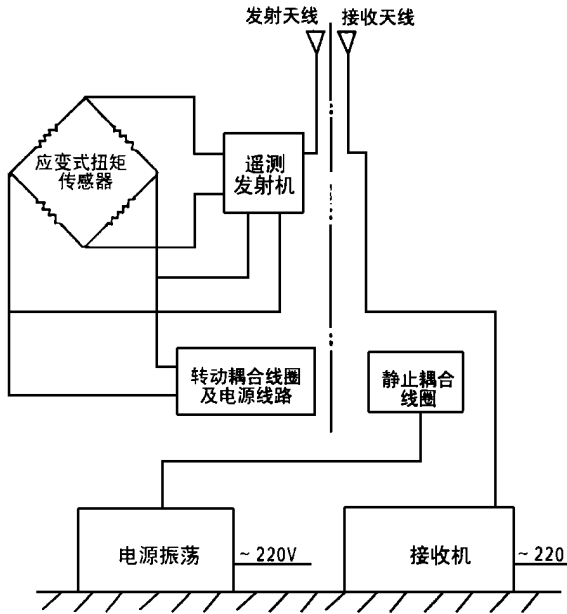 发射天线 接收天线
应变式扭矩
传感器
遥测
发射机
转动耦合线圈
及电源线路
静止耦合
线圈
电源振荡
~220V
接收机
~220